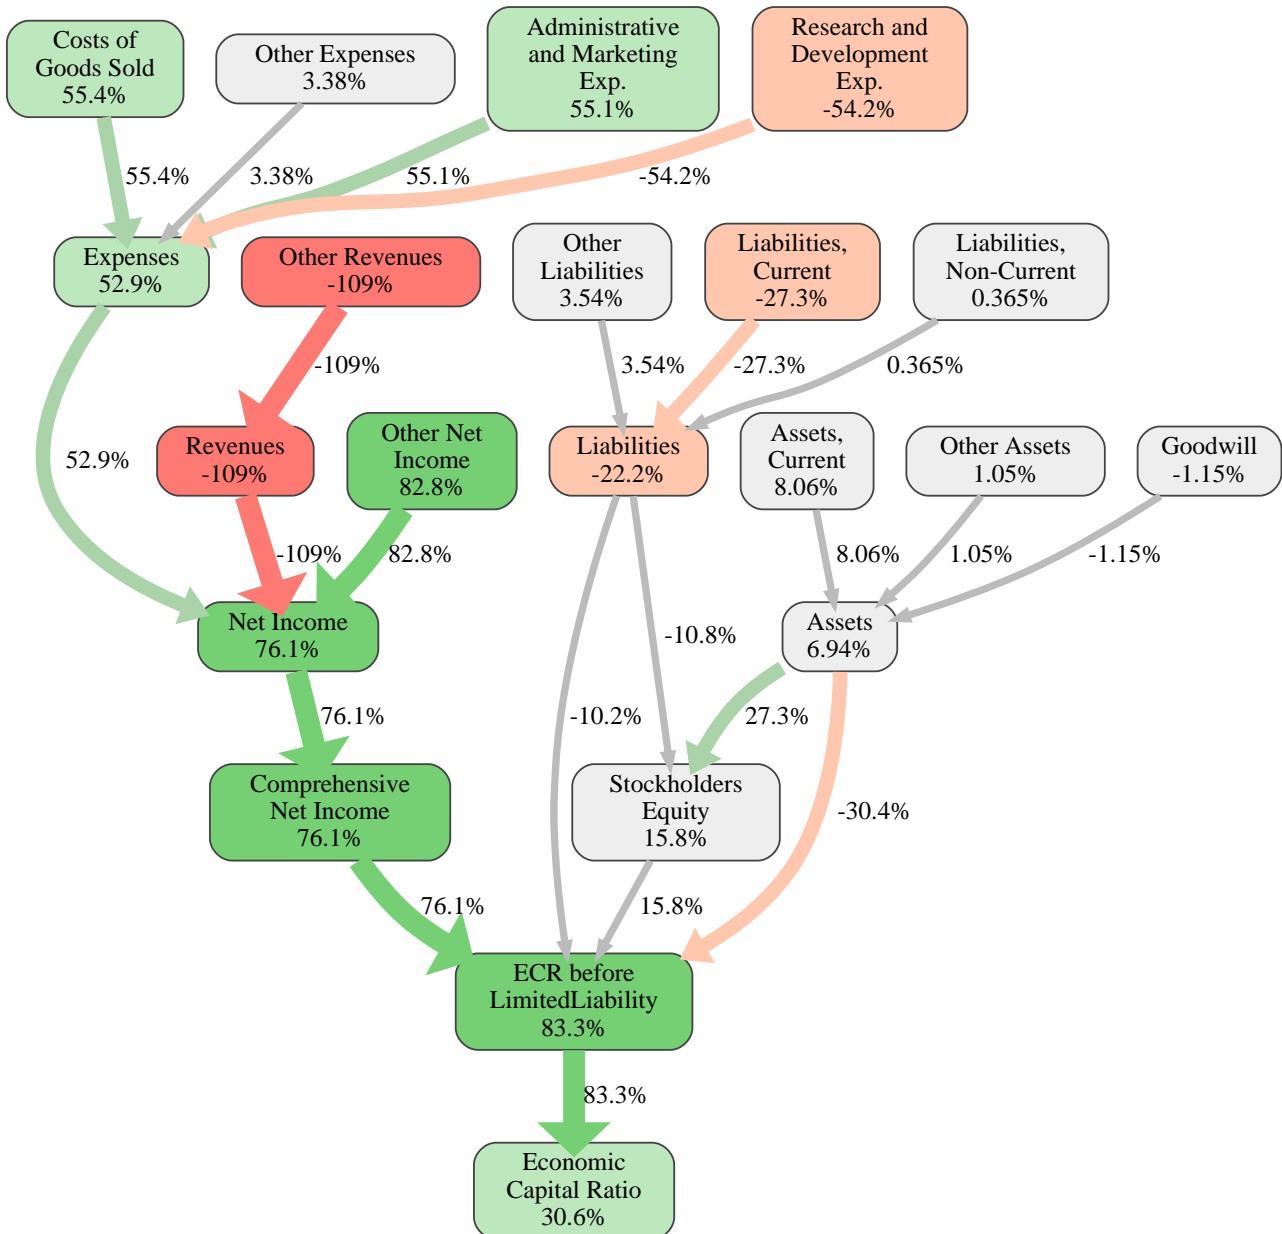 Costs of
Goods Sold
55.4%
Other Expenses
3.38%
Administrative
and Marketing
Exp.
55.1%
Research and
Development
Exp.
-54.2%
55.4%
3.38%
55.1%
-54.2%
Expenses
52.9%
Other Revenues
-109%
Other
Liabilities
3.54%
Liabilities,
Current
-27.3%
Liabilities,
Non-Current
0.365%
-109%
3.54%
-27.3%
0.365%
52.9%
Revenues
-109%
Other Net
Income
82.8%
Liabilities
-22.2%
Assets,
Current
8.06%
Other Assets
1.05%
Goodwill
-1.15%
-109%
82.8%
8.06%
1.05%
-1.15%
Net Income
76.1%
-10.8%
Assets
6.94%
76.1%
-10.2%
27.3%
Comprehensive
Net Income
76.1%
Stockholders
Equity
15.8%
-30.4%
76.1%
15.8%
ECR before
LimitedLiability
83.3%
83.3%
Economic
Capital Ratio
30.6%